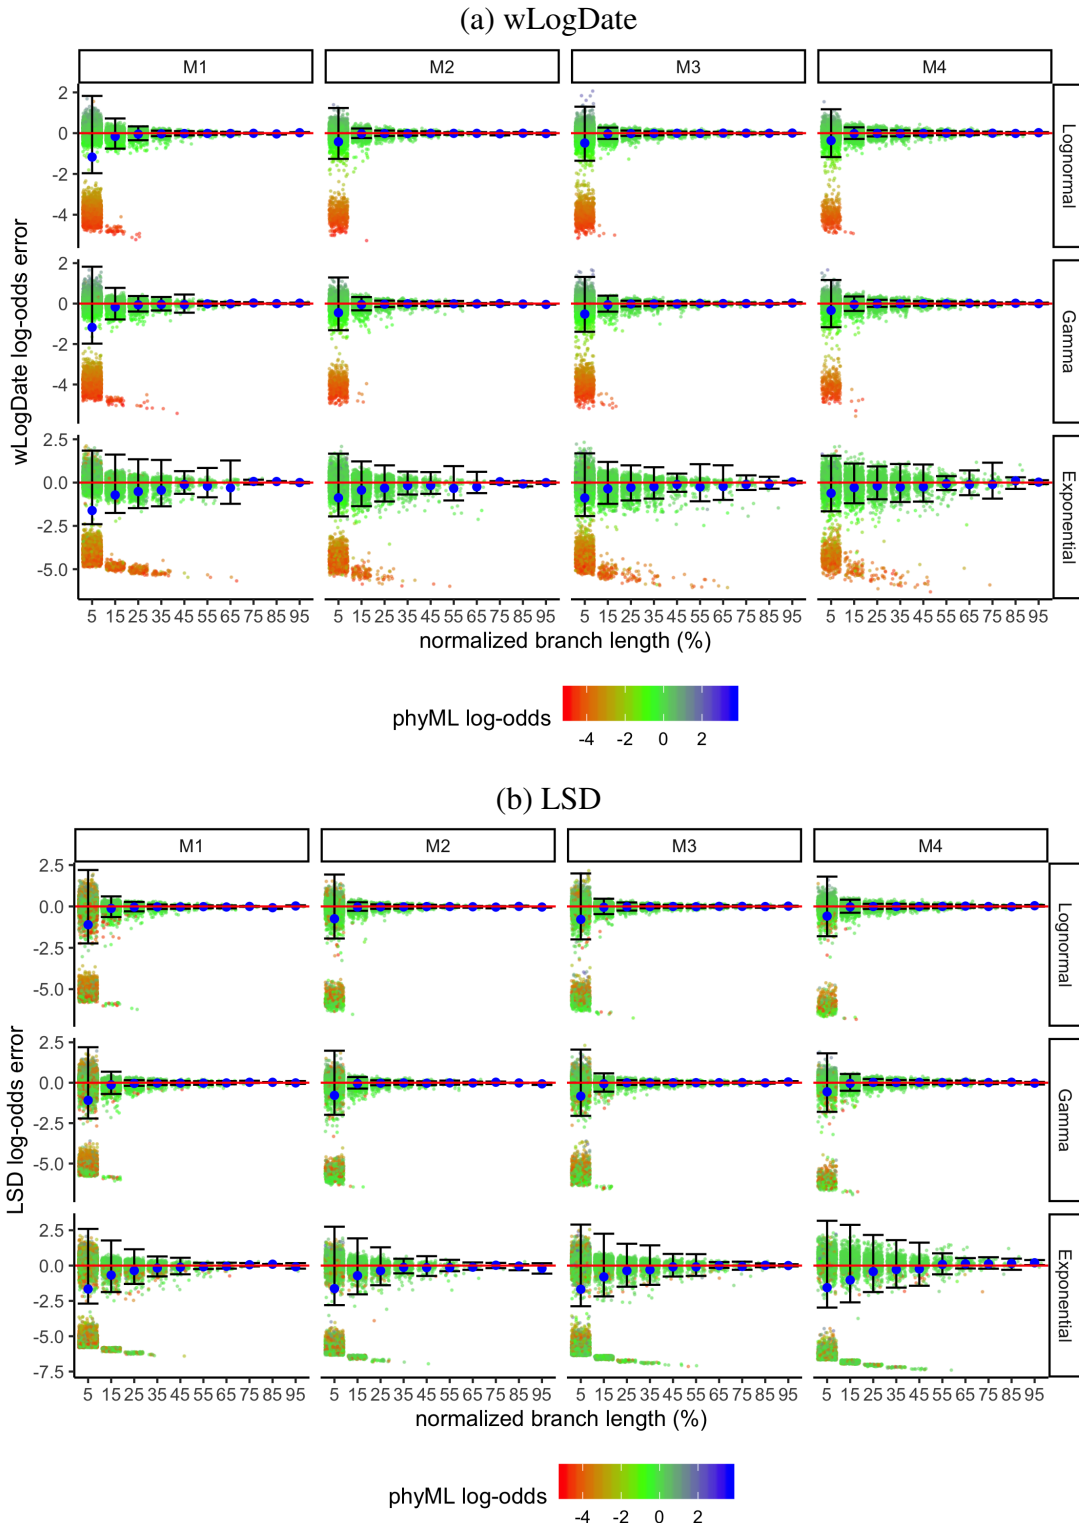 (a) wLogDate
M1 M2 M3 M4
2
0
-2
-4
Lognormal
2
0
-2
-4
Gamma
2.5
0.0
-2.5
-5.0
Exponential
wLogDate log-odds error
5 15 25 35 45 55 65 75 85 95 5 15 25 35 45 55 65 75 85 95 5 15 25 35 45 55 65 75 85 95 5 15 25 35 45 55 65 75 85 95
normalized branch length (%)
phyML log-odds
-4 -2 0 2
(b) LSD
M1 M2 M3 M4
2.5
0.0
-2.5
-5.0
Lognormal
2.5
0.0
-2.5
-5.0
Gamma
2.5
0.0
-2.5
-5.0
-7.5
Exponential
LSD log-odds error
5 15 25 35 45 55 65 75 85 95 5 15 25 35 45 55 65 75 85 95 5 15 25 35 45 55 65 75 85 95 5 15 25 35 45 55 65 75 85 95
normalized branch length (%)
phyML log-odds
-4 -2 0 2